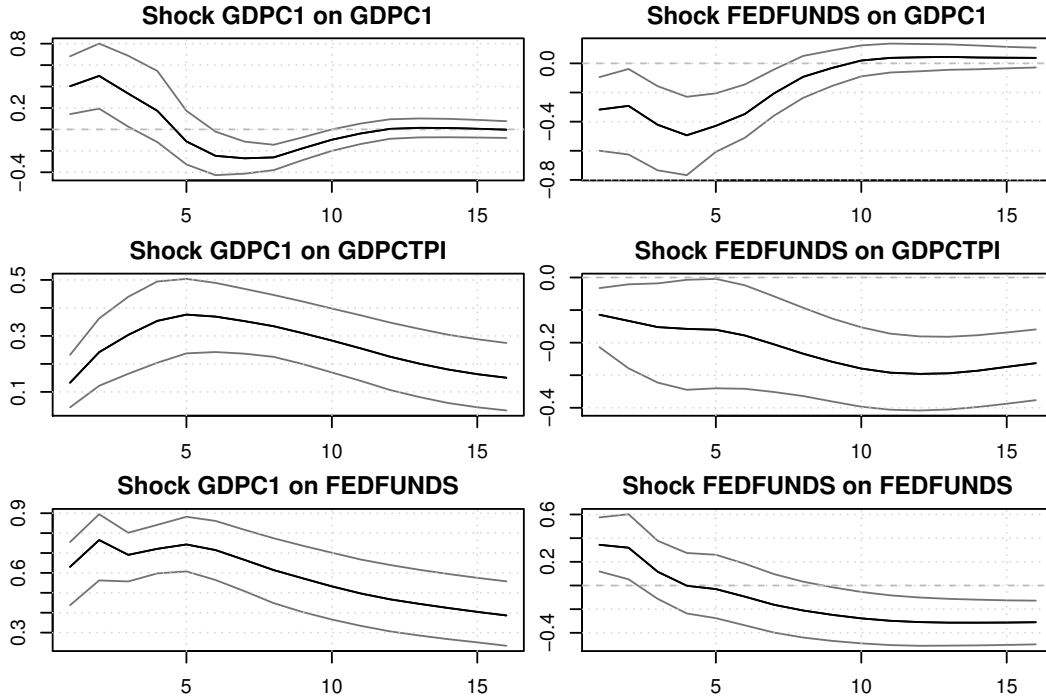 Shock GDPC1 on GDPC1
0.8
0.2
−0.4
5 10 15
Shock FEDFUNDS on GDPC1
0.0
−0.4
−0.8
5 10 15
Shock GDPC1 on GDPCTPI
0.5
0.3
0.1
5 10 15
Shock FEDFUNDS on GDPCTPI
0.0
−0.2
−0.4
5 10 15
Shock GDPC1 on FEDFUNDS
0.9
0.6
0.3
5 10 15
Shock FEDFUNDS on FEDFUNDS
0.6
0.2
−0.4
5 10 15